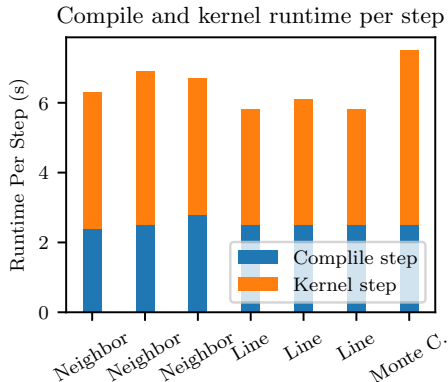 Compile and kernel runtime per step
Runtime Per Step (s)
6
4
2
0
Complile step
Kernel step
Neighbor
Neighbor
Neighbor
Line
Line
Line
Monte C.